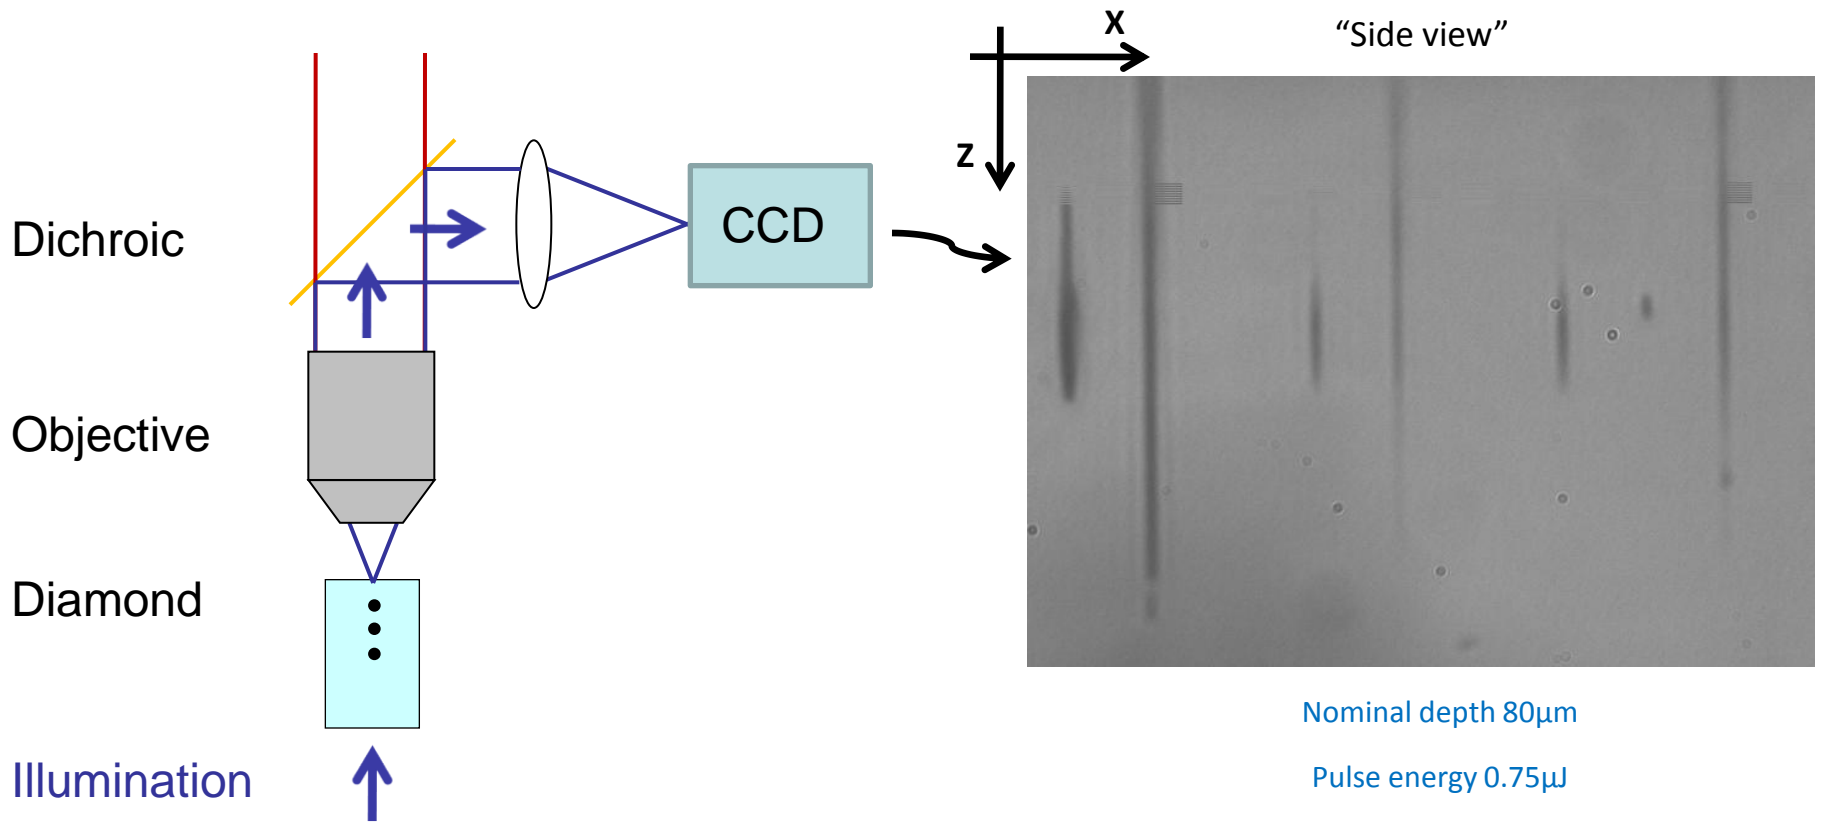 X
“Side view”
Z
Dichroic
CCD
Objective
Diamond
Nominal depth 80µm
Illumination
Pulse energy 0.75µJ